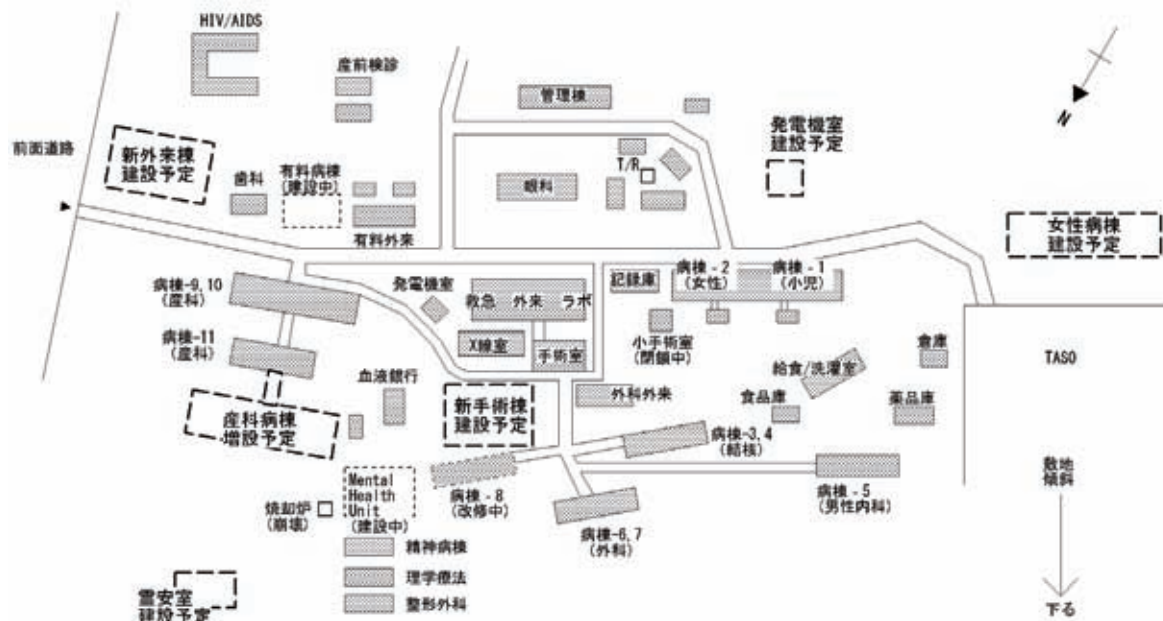 HIV/AIDS
産前検診
管理棟
発電機室
建設予定
N
前面道路
新外来棟
建設予定
歯科
有料病棟
(建設中)
眼科
T/R
有料外来
女性病棟
建設予定
病棟-9,10
(産科)
発電機室
救急 外来 ラボ
記録庫
病棟-2
(女性)
病棟-1
(小児)
病棟-11
(産科)
X線室
手術室
小手術室
(閉鎖中)
倉庫
TASO
給食/洗濯室
血液銀行
産科病棟
増設予定
新手術棟
建設予定
外科外来
食品庫
薬品庫
病棟-3,4
(結核)
Mental
Health
Unit
(建設中)
病棟-8
(改修中)
病棟-5
(男性内科)
敷地
傾斜
焼却炉
(崩壊)
病棟-6,7
(外科)
精神病棟
理学療法
整形外科
霊安室
建設予定
下る